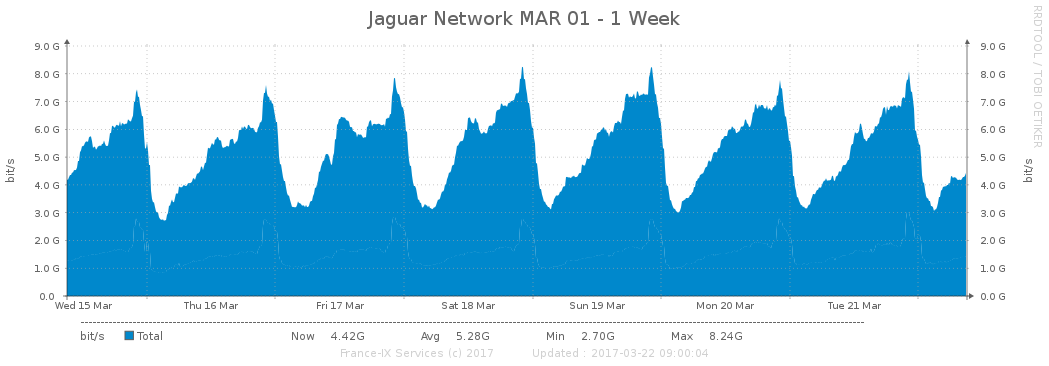 Jaguar Network MAR 01 - 1 Week
RRDTOOL / TOBI OETIKER
bit/s
9.0 G 9.0 G
8.0 G 8.0 G
7.0 G 7.0 G
6.0 G 6.0 G
5.0 G 5.0 G
4.0 G 4.0 G
3.0 G 3.0 G
2.0 G 2.0 G
1.0 G 1.0 G
0.0 0.0 G
bit/s
Wed 15 Mar Thu 16 Mar Fri 17 Mar Sat 18 Mar Sun 19 Mar Mon 20 Mar Tue 21 Mar
bit/s Total Now 4.42G Avg 5.28G Min 2.70G Max 8.24G
France-IX Services (c) 2017 Updated : 2017-03-22 09:00:04